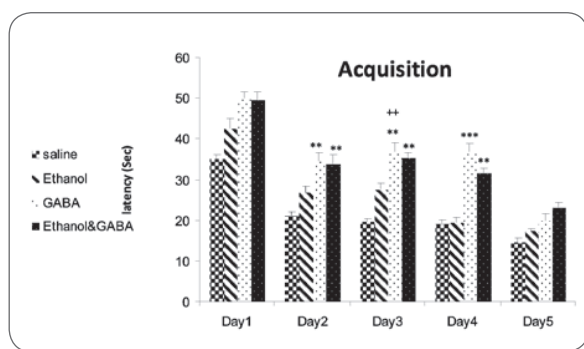 Acquisition
60
50
40
30
20
10
0
latency (Sec)
saline
Ethanol
GABA
Ethanol&GABA
** **
++
** **
***
**
Day1 Day2 Day3 Day4 Day5